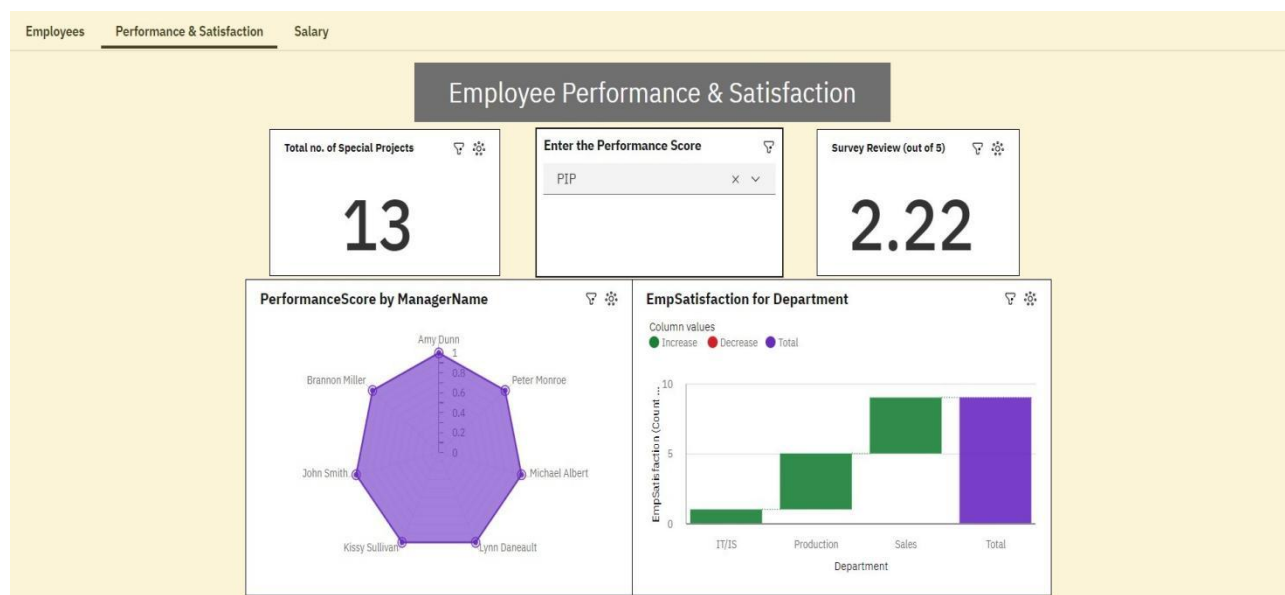 Employees Performance & Satisfaction Salary
Employee Performance & Satisfaction
Total no. of Special Projects
13
Enter the Performance Score
PIP
Survey Review (out of 5)
2.22
PerformanceScore by ManagerName
Amy Dunn
Peter Monroe
Michael Albert
Lynn Daneault
Kissy Sullivan
John Smith
Brannon Miller
1
0.8
0.6
0.4
0.2
0
EmpSatisfaction for Department
Column values
Increase Decrease Total
EmpSatisfaction (Count ...
10
5
0
IT/IS Production Sales Total
Department